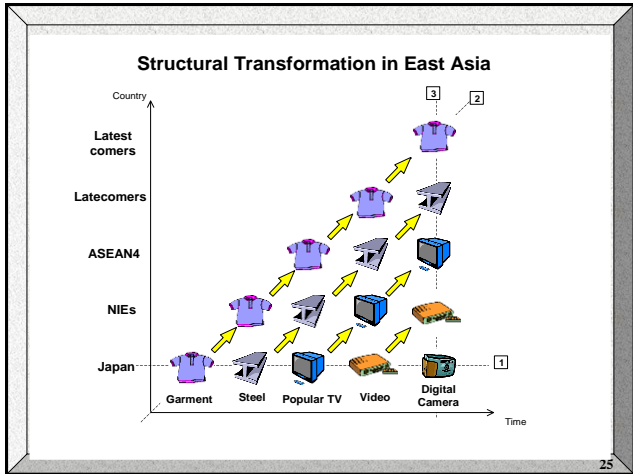 Structural Transformation in East Asia
Country
3
2
Latest
comers
Latecomers
ASEAN4
NIEs
Japan
1
Garment
Steel
Popular TV
Video
Digital
Camera
Time
25